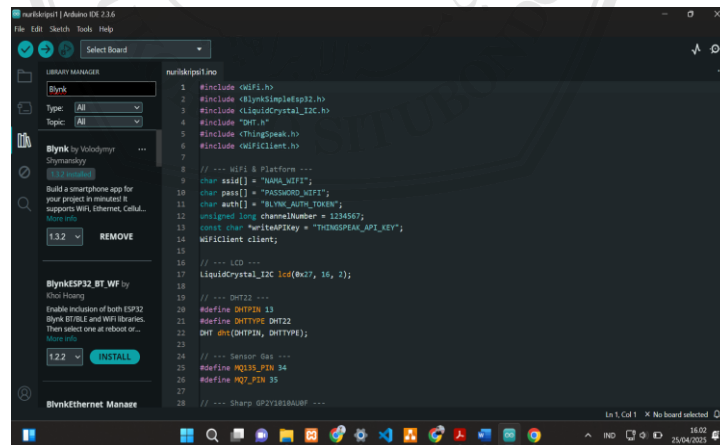 nurilskripsi1 | Arduino IDE 2.3.6
File Edit Sketch Tools Help
Select Board
LIBRARY MANAGER
Blynk
Type: All
Topic: All
Blynk by Volodymyr
Shymanskyy
1.3.2 installed
Build a smartphone app for
your project in minutes! It
supports WiFi, Ethernet, Cellul...
More info
1.3.2
REMOVE
BlynkESP32_BT_WF by
Khoi Hoang
Enable inclusion of both ESP32
Blynk BT/BLE and WiFi libraries.
Then select one at reboot or...
More info
1.2.2
INSTALL
BlynkEthernet_Manage
nurilskripsi1.ino
1 #include <WiFi.h>
2 #include <BlynkSimpleEsp32.h>
3 #include <LiquidCrystal_I2C.h>
4 #include "DHT.h"
5 #include <ThingSpeak.h>
6 #include <WiFiClient.h>
7
8 // --- WiFi & Platform ---
9 char ssid[] = "NAMA_WIFI";
10 char pass[] = "PASSWORD_WIFI";
11 char auth[] = "BLYNK_AUTH_TOKEN";
12 unsigned long channelNumber = 1234567;
13 const char *writeAPIKey = "THINGSPEAK_API_KEY";
14 WiFiClient client;
15
16 // --- LCD ---
17 LiquidCrystal_I2C lcd(0x27, 16, 2);
18
19 // --- DHT22 ---
20 #define DHTPIN 13
21 #define DHTTYPE DHT22
22 DHT dht(DHTPIN, DHTTYPE);
23
24 // --- Sensor Gas ---
25 #define MQ135_PIN 34
26 #define MQ7_PIN 35
27
28 // --- Sharp GP2Y1010AU0F ---
Ln 1, Col 1 × No board selected
IND
16.02
25/04/2025